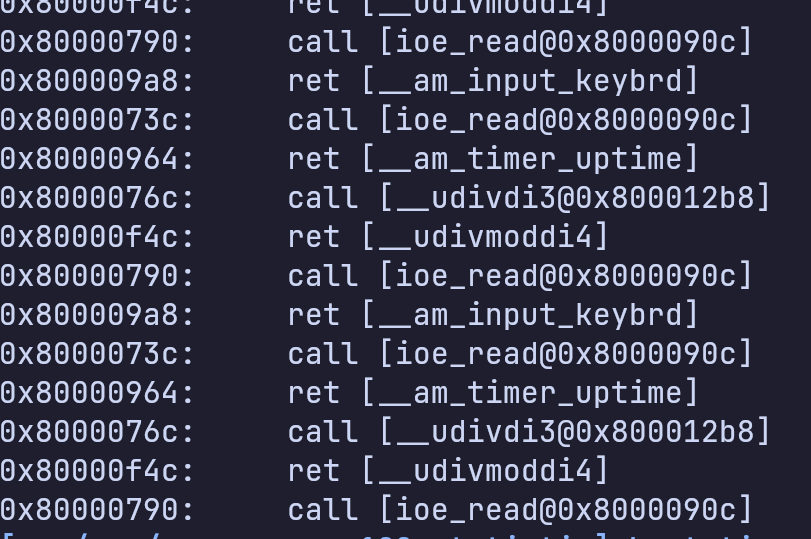 0x80000f4c:     ret [__udivmoddi4]
0x80000790:     call [ioe_read@0x8000090c]
0x800009a8:     ret [__am_input_keybrd]
0x8000073c:     call [ioe_read@0x8000090c]
0x80000964:     ret [__am_timer_uptime]
0x8000076c:     call [__udivdi3@0x800012b8]
0x80000f4c:     ret [__udivmoddi4]
0x80000790:     call [ioe_read@0x8000090c]
0x800009a8:     ret [__am_input_keybrd]
0x8000073c:     call [ioe_read@0x8000090c]
0x80000964:     ret [__am_timer_uptime]
0x8000076c:     call [__udivdi3@0x800012b8]
0x80000f4c:     ret [__udivmoddi4]
0x80000790:     call [ioe_read@0x8000090c]